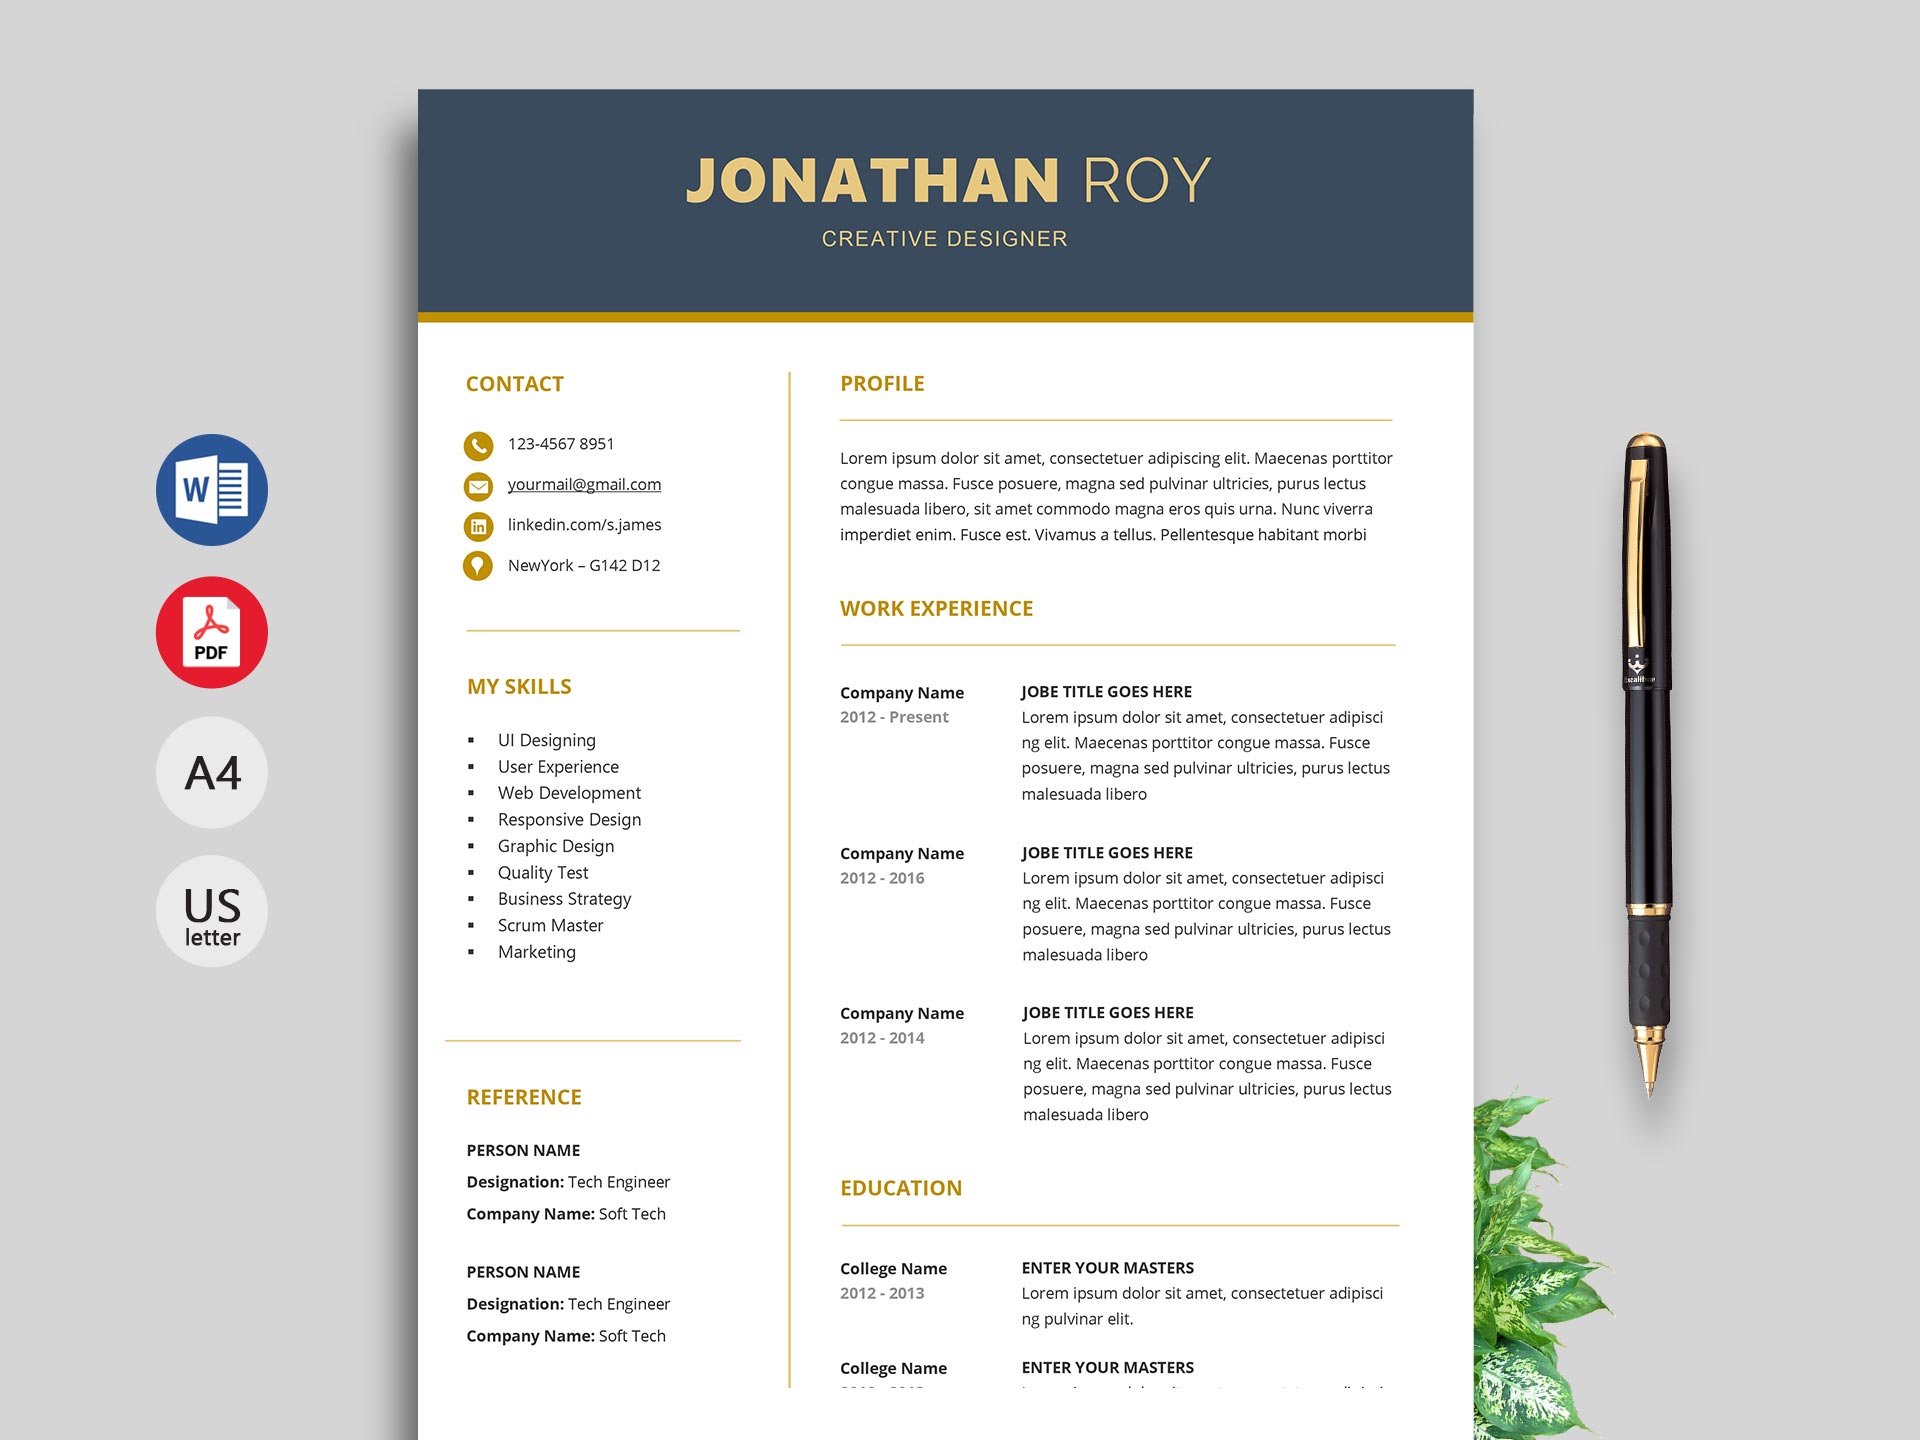 JONATHAN ROY
CREATIVE DESIGNER
CONTACT
123-4567 8951
yourmail@gmail.com
linkedin.com/s.james
NewYork – G142 D12
MY SKILLS
▪ UI Designing
▪ User Experience
▪ Web Development
▪ Responsive Design
▪ Graphic Design
▪ Quality Test
▪ Business Strategy
▪ Scrum Master
▪ Marketing
REFERENCE
PERSON NAME
Designation: Tech Engineer
Company Name: Soft Tech
PERSON NAME
Designation: Tech Engineer
Company Name: Soft Tech
PROFILE
Lorem ipsum dolor sit amet, consectetuer adipiscing elit. Maecenas porttitor
congue massa. Fusce posuere, magna sed pulvinar ultricies, purus lectus
malesuada libero, sit amet commodo magna eros quis urna. Nunc viverra
imperdiet enim. Fusce est. Vivamus a tellus. Pellentesque habitant morbi
WORK EXPERIENCE
Company Name
2012 - Present
JOBE TITLE GOES HERE
Lorem ipsum dolor sit amet, consectetuer adipisci
ng elit. Maecenas porttitor congue massa. Fusce
posuere, magna sed pulvinar ultricies, purus lectus
malesuada libero
Company Name
2012 - 2016
JOBE TITLE GOES HERE
Lorem ipsum dolor sit amet, consectetuer adipisci
ng elit. Maecenas porttitor congue massa. Fusce
posuere, magna sed pulvinar ultricies, purus lectus
malesuada libero
Company Name
2012 - 2014
JOBE TITLE GOES HERE
Lorem ipsum dolor sit amet, consectetuer adipisci
ng elit. Maecenas porttitor congue massa. Fusce
posuere, magna sed pulvinar ultricies, purus lectus
malesuada libero
EDUCATION
College Name
2012 - 2013
ENTER YOUR MASTERS
Lorem ipsum dolor sit amet, consectetuer adipisci
ng pulvinar elit.
College Name
ENTER YOUR MASTERS
W
PDF
A4
US
letter
Excalibur